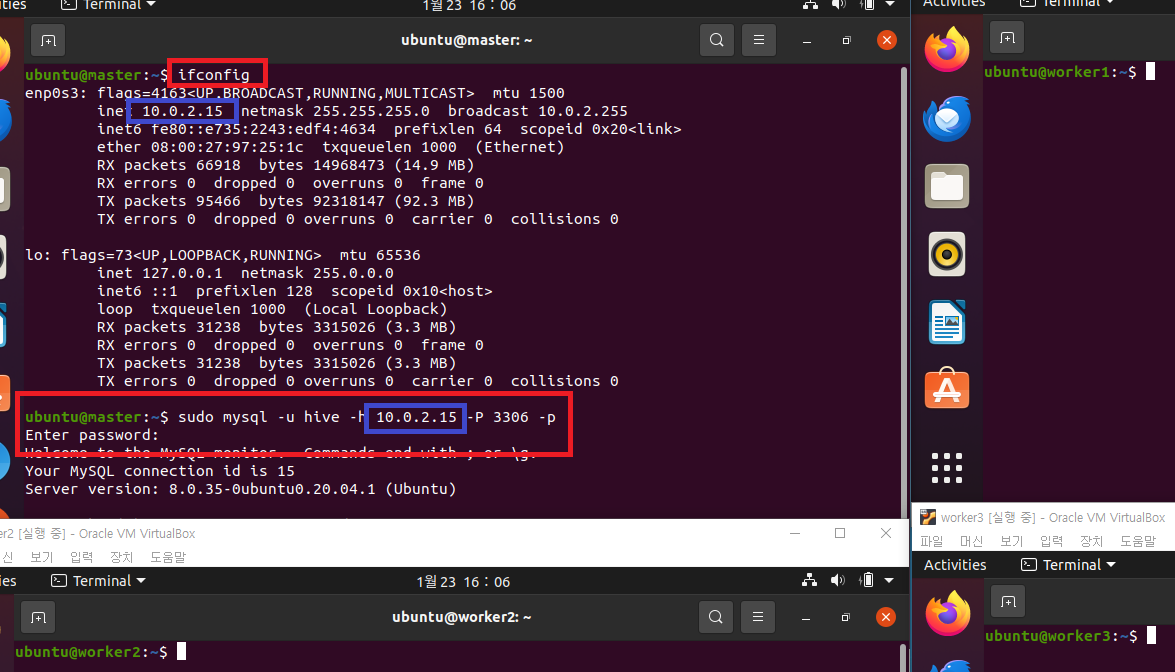 ities Terminal 1월 23 16 : 06
ubuntu@master: ~
ubuntu@master:~$ ifconfig
enp0s3: flags=4163<UP,BROADCAST,RUNNING,MULTICAST> mtu 1500
inet 10.0.2.15 netmask 255.255.255.0 broadcast 10.0.2.255
inet6 fe80::e735:2243:edf4:4634 prefixlen 64 scopeid 0x20<link>
ether 08:00:27:97:25:1c txqueuelen 1000 (Ethernet)
RX packets 66918 bytes 14968473 (14.9 MB)
RX errors 0 dropped 0 overruns 0 frame 0
TX packets 95466 bytes 92318147 (92.3 MB)
TX errors 0 dropped 0 overruns 0 carrier 0 collisions 0
lo: flags=73<UP,LOOPBACK,RUNNING> mtu 65536
inet 127.0.0.1 netmask 255.0.0.0
inet6 ::1 prefixlen 128 scopeid 0x10<host>
loop txqueuelen 1000 (Local Loopback)
RX packets 31238 bytes 3315026 (3.3 MB)
RX errors 0 dropped 0 overruns 0 frame 0
TX packets 31238 bytes 3315026 (3.3 MB)
TX errors 0 dropped 0 overruns 0 carrier 0 collisions 0
ubuntu@master:~$ sudo mysql -u hive -h 10.0.2.15 -P 3306 -p
Enter password:
Welcome to the MySQL monitor. Commands end with ; or \g.
Your MySQL connection id is 15
Server version: 8.0.35-0ubuntu0.20.04.1 (Ubuntu)
Activities Terminal
ubuntu@worker1:~$
er2 [실행 중] - Oracle VM VirtualBox
신 보기 입력 장치 도움말
es Terminal 1월 23 16 : 06
ubuntu@worker2: ~
ubuntu@worker2:~$
worker3 [실행 중] - Oracle VM VirtualBox
파일 머신 보기 입력 장치 도움말
Activities Terminal
ubuntu@worker3:~$